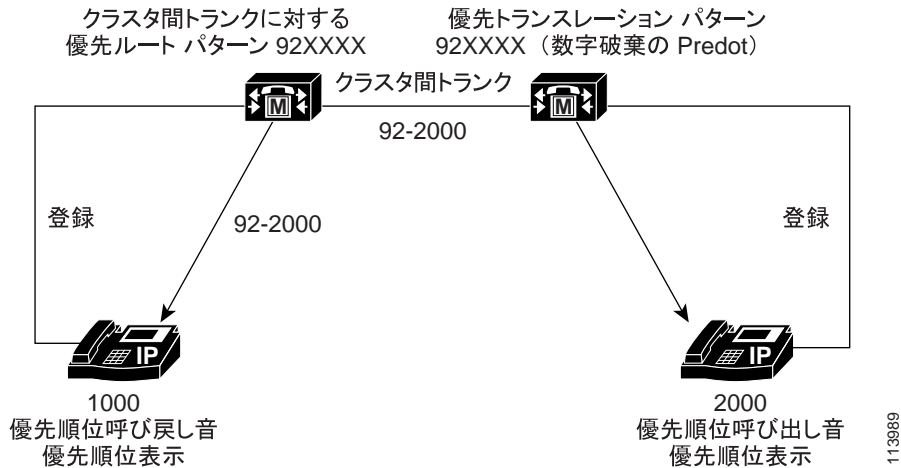 クラスタ間トランクに対する
優先ルート パターン 92XXXX
優先トランスレーション パターン
92XXXX（数字破棄の Predot）
M
クラスタ間トランク
M
92-2000
登録
92-2000
登録
IP
IP
1000
優先順位呼び戻し音
優先順位表示
2000
優先順位呼び出し音
優先順位表示
113989